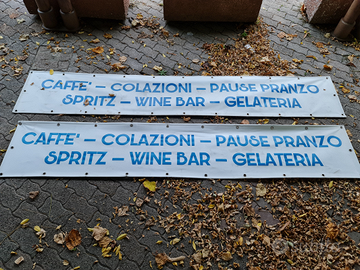 CAFFE' – COLAZIONI – PAUSE PRANZO
SPRITZ – WINE BAR – GELATERIA
CAFFE' – COLAZIONI – PAUSE PRANZO
SPRITZ – WINE BAR – GELATERIA